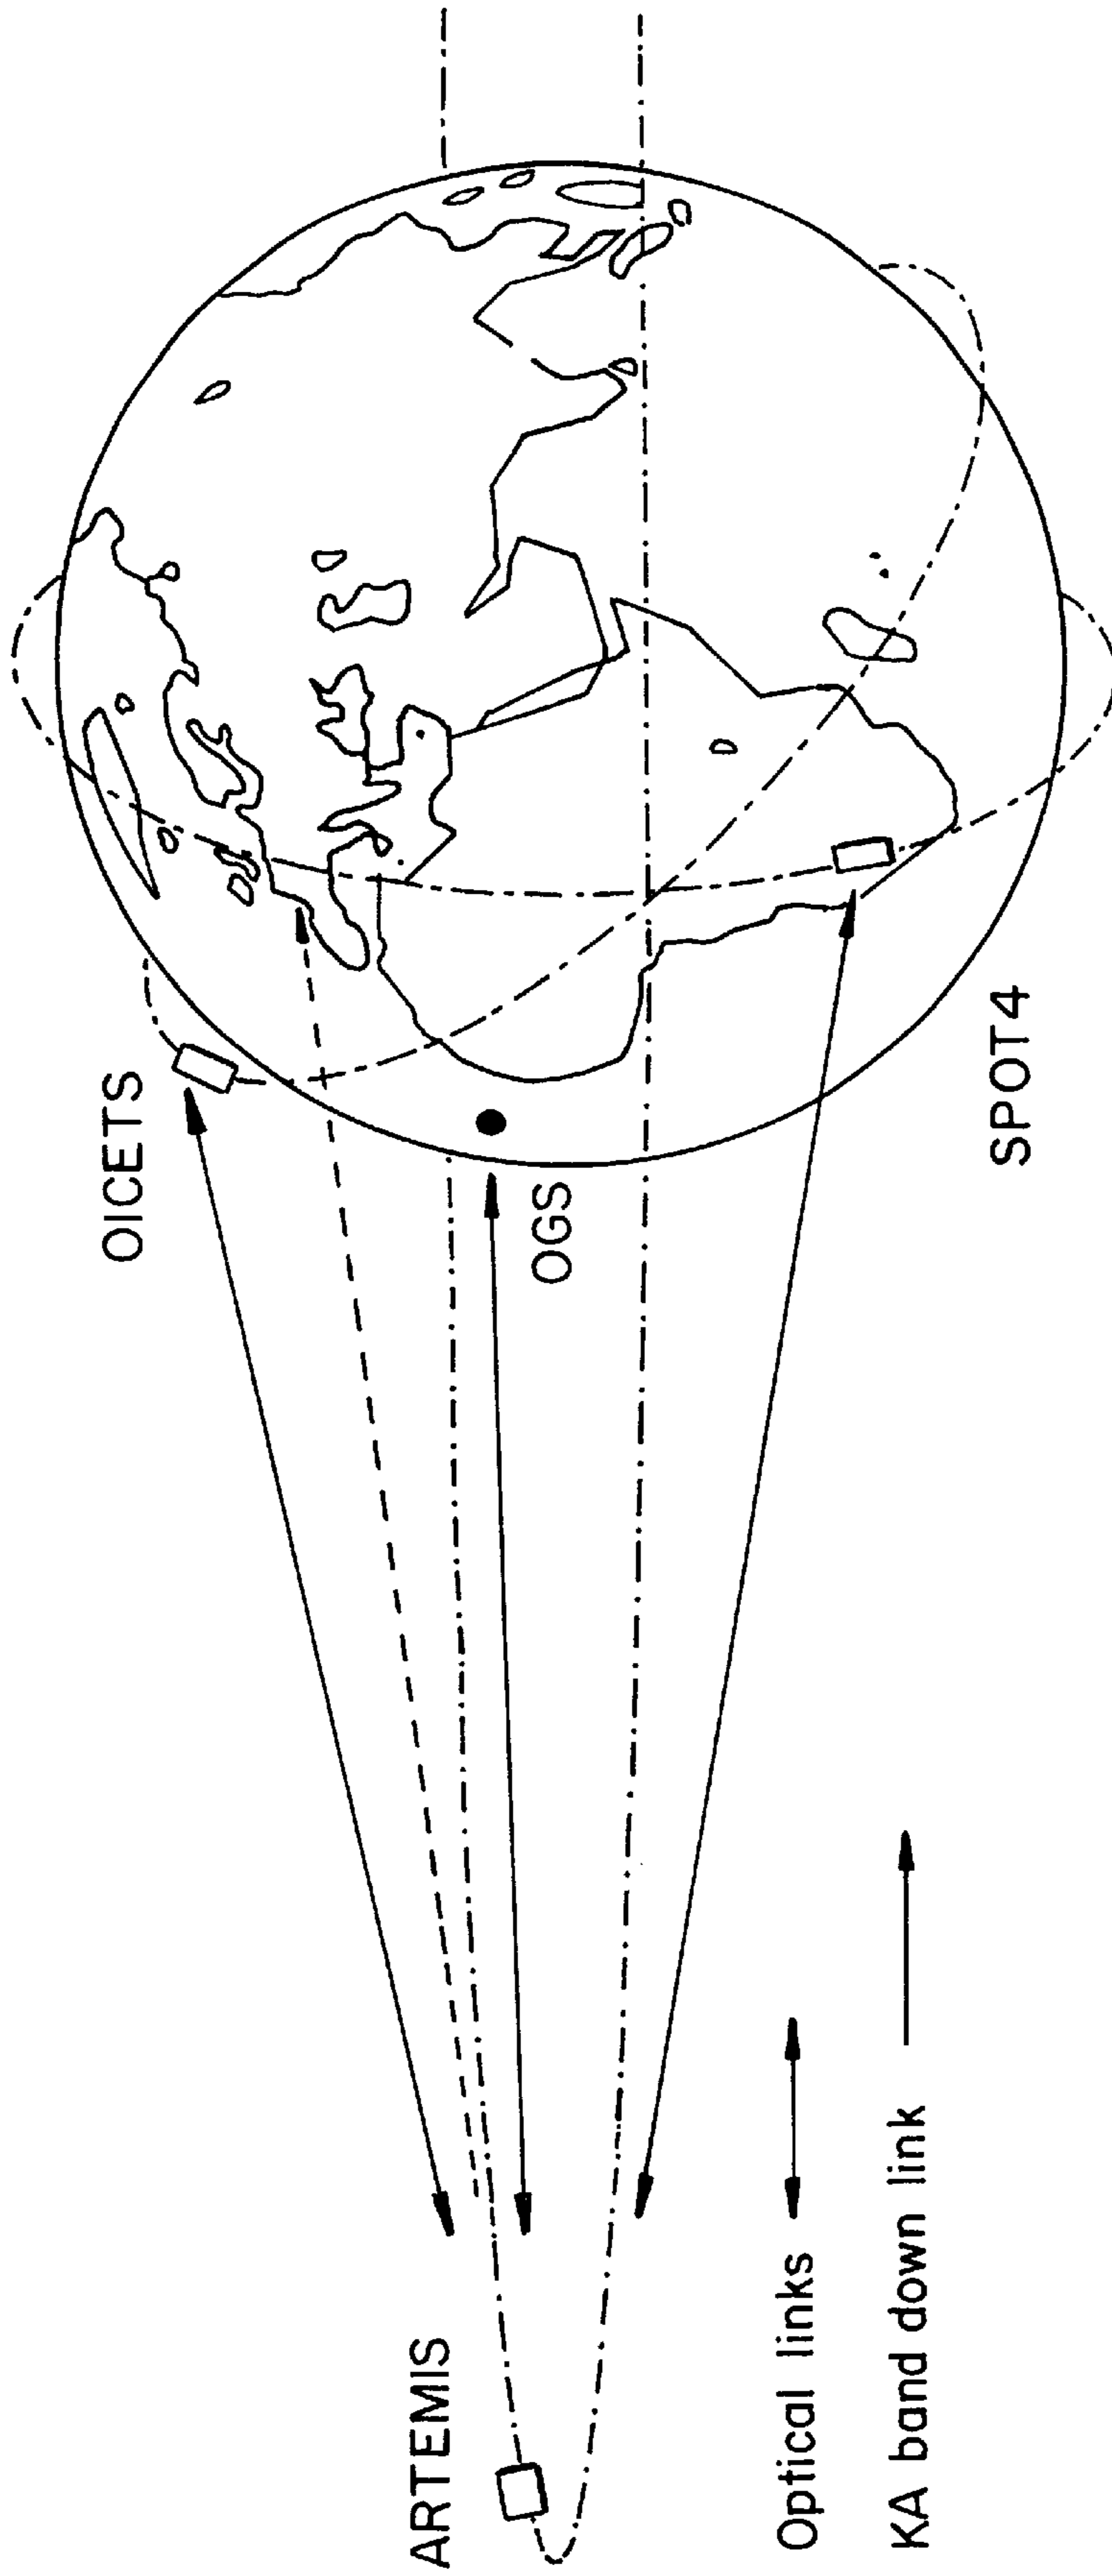 OICETS
OGS
SPOT4
ARTEMIS
Optical links
KA band down link